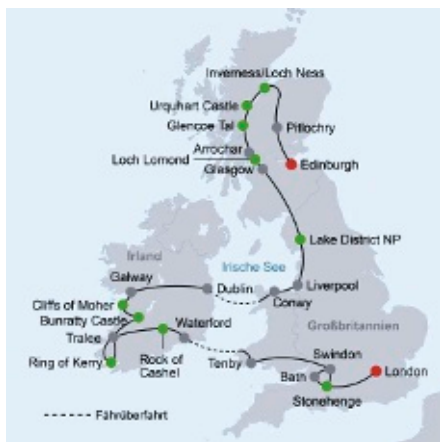 Inverness/Loch Ness
Urquhart Castle
Glencoe Tal
Pitlochry
Arrochar
Loch Lomond
Edinburgh
Glasgow
Lake District NP
Irland
Irische See
Galway
Dublin
Liverpool
Conwy
Cliffs of Moher
Bunratty Castle
Großbritannien
Tralee
Waterford
Swindon
Ring of Kerry
Rock of
Cashel
Tenby
Bath
London
Stonehenge
Fährüberfahrt